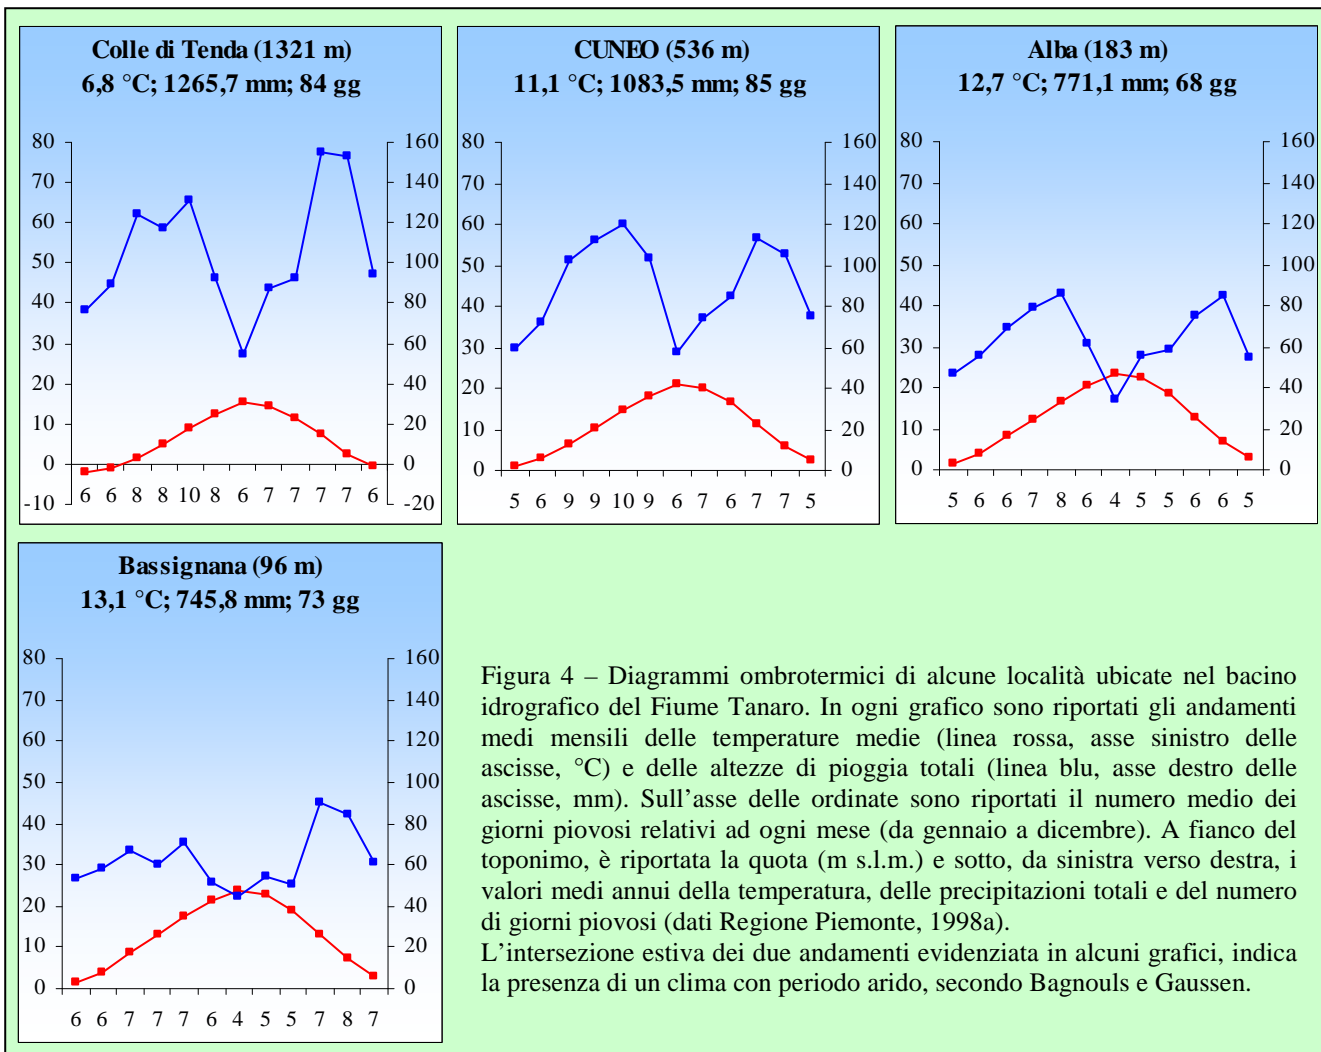 Colle di Tenda (1321 m)
6,8 °C; 1265,7 mm; 84 gg
80 160
70 140
60 120
50 100
40 80
30 60
20 40
10 20
0 0
-10 -20
6 6 8 8 10 8 6 7 7 7 7 6
CUNEO (536 m)
11,1 °C; 1083,5 mm; 85 gg
80 160
70 140
60 120
50 100
40 80
30 60
20 40
10 20
0 0
5 6 9 9 10 9 6 7 6 7 7 5
Alba (183 m)
12,7 °C; 771,1 mm; 68 gg
80 160
70 140
60 120
50 100
40 80
30 60
20 40
10 20
0 0
5 6 6 7 8 6 4 5 5 6 6 5
Bassignana (96 m)
13,1 °C; 745,8 mm; 73 gg
80 160
70 140
60 120
50 100
40 80
30 60
20 40
10 20
0 0
6 6 7 7 7 6 4 5 5 7 8 7
Figura 4 – Diagrammi ombrotermici di alcune località ubicate nel bacino
idrografico del Fiume Tanaro. In ogni grafico sono riportati gli andamenti
medi mensili delle temperature medie (linea rossa, asse sinistro delle
ascisse, °C) e delle altezze di pioggia totali (linea blu, asse destro delle
ascisse, mm). Sull’asse delle ordinate sono riportati il numero medio dei
giorni piovosi relativi ad ogni mese (da gennaio a dicembre). A fianco del
toponimo, è riportata la quota (m s.l.m.) e sotto, da sinistra verso destra, i
valori medi annui della temperatura, delle precipitazioni totali e del numero
di giorni piovosi (dati Regione Piemonte, 1998a).
L’intersezione estiva dei due andamenti evidenziata in alcuni grafici, indica
la presenza di un clima con periodo arido, secondo Bagnouls e Gaussen.